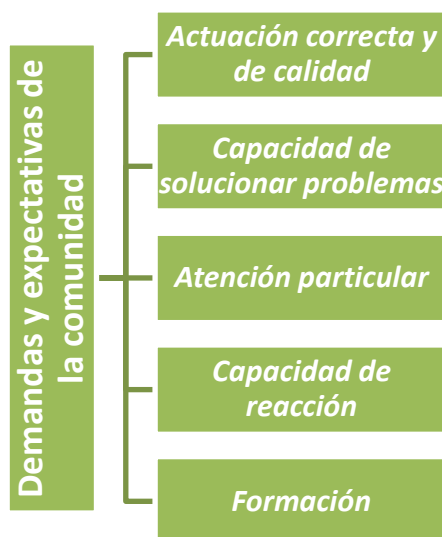 Demandas y expectativas de
la comunidad
Actuación correcta y
de calidad
Capacidad de
solucionar problemas
Atención particular
Capacidad de
reacción
Formación